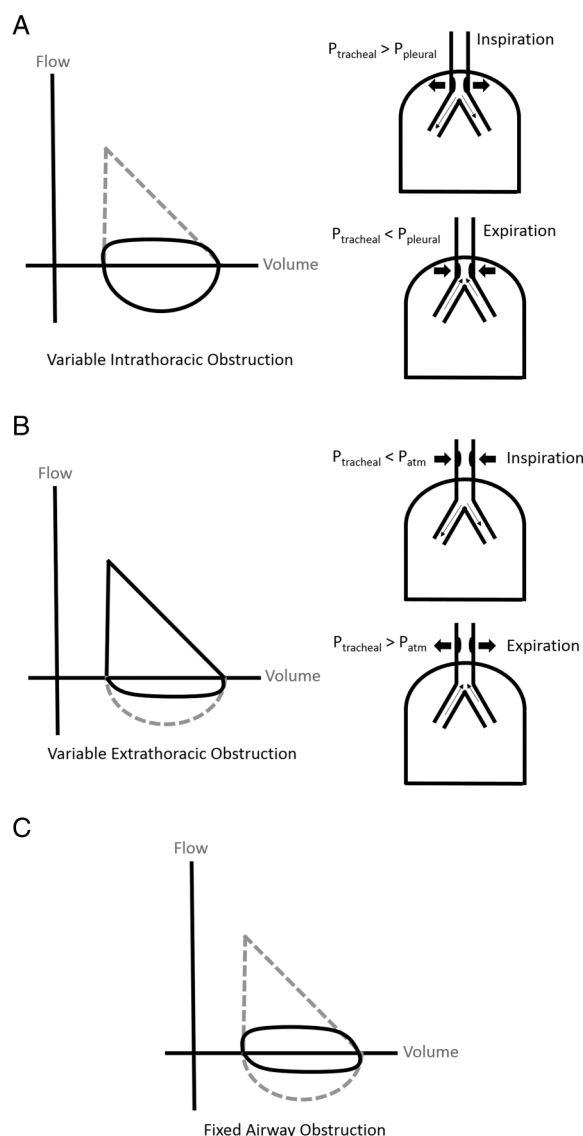 A
Flow
Volume
Variable Intrathoracic Obstruction
Ptracheal > Ppleural
Inspiration
Ptracheal < Ppleural
Expiration
B
Flow
Volume
Variable Extrathoracic Obstruction
Ptracheal < Patm
Inspiration
Ptracheal > Patm
Expiration
C
Flow
Volume
Fixed Airway Obstruction